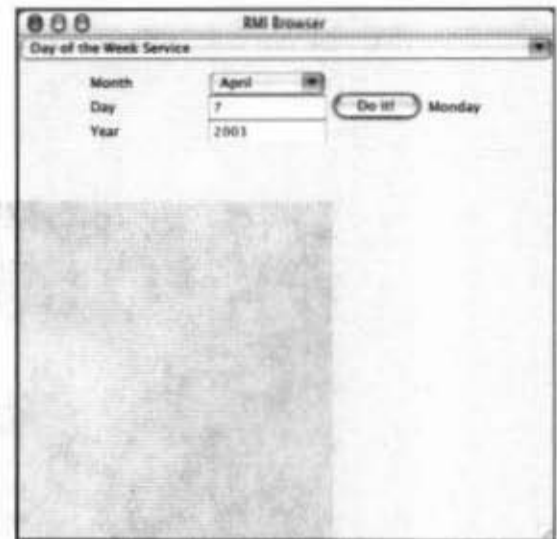 RMI Browser
Day of the Week Service
Month April
Day 7
Do it! Monday
Year 2003